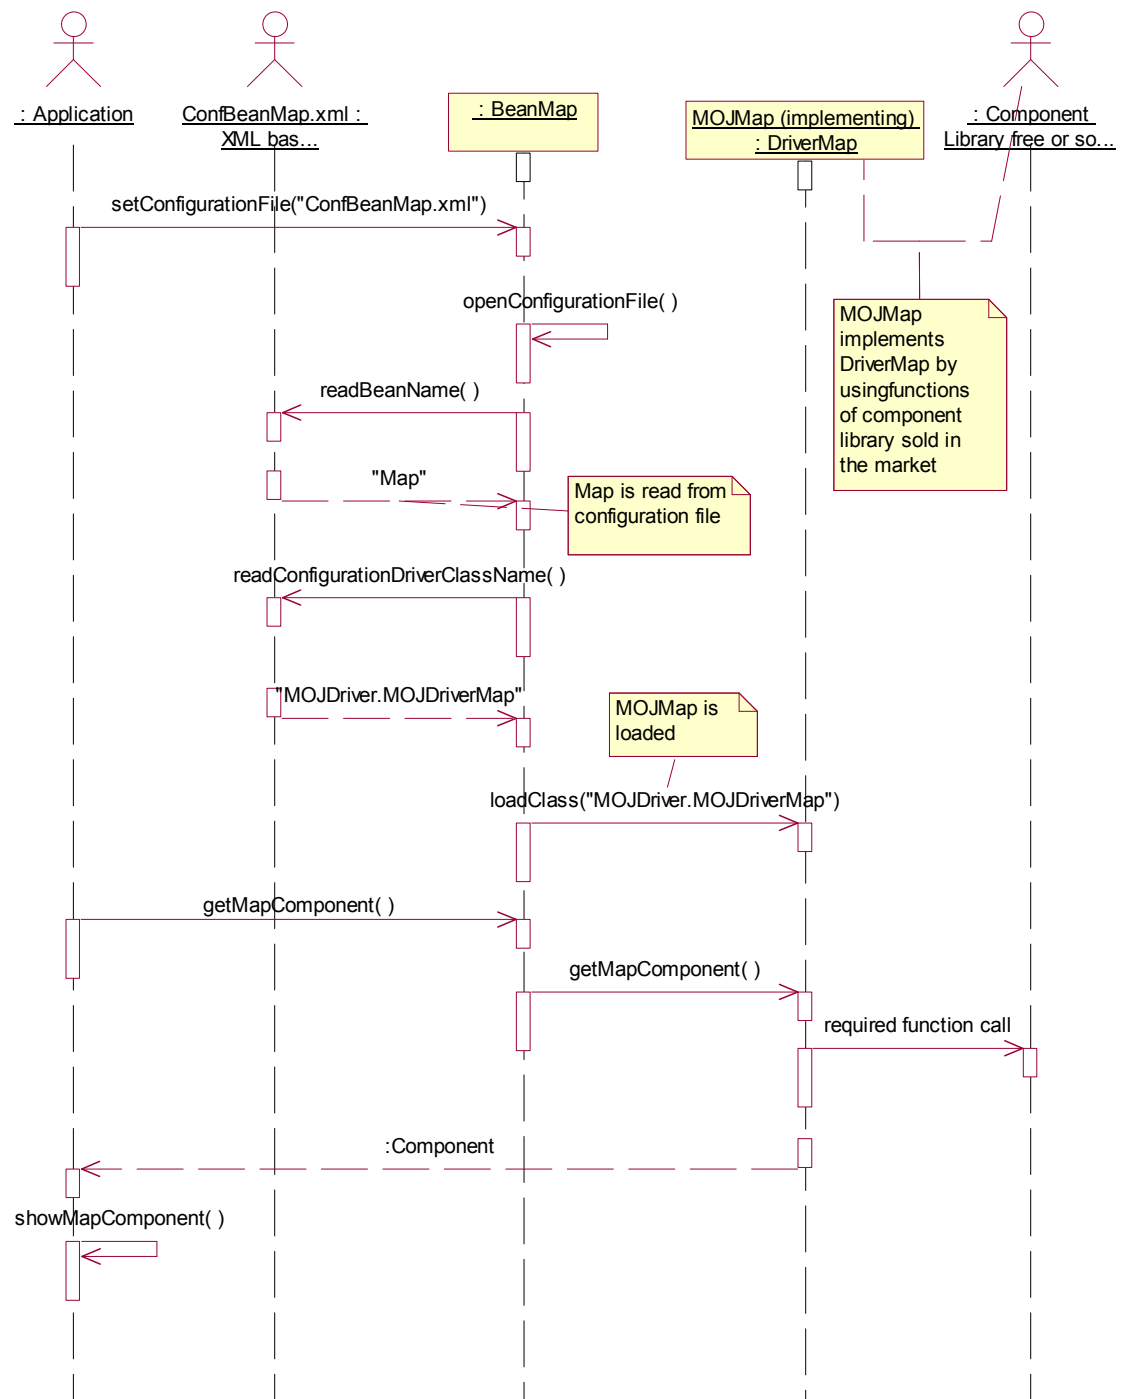 : Application
ConfBeanMap.xml :
XML bas...
: BeanMap
MOJMap (implementing)
: DriverMap
: Component
Library free or so...
setConfigurationFile("ConfBeanMap.xml")
openConfigurationFile( )
MOJMap
implements
DriverMap by
usingfunctions
of component
library sold in
the market
readBeanName( )
"Map"
Map is read from
configuration file
readConfigurationDriverClassName( )
"MOJDriver.MOJDriverMap"
MOJMap is
loaded
loadClass("MOJDriver.MOJDriverMap")
getMapComponent( )
getMapComponent( )
required function call
:Component
showMapComponent( )